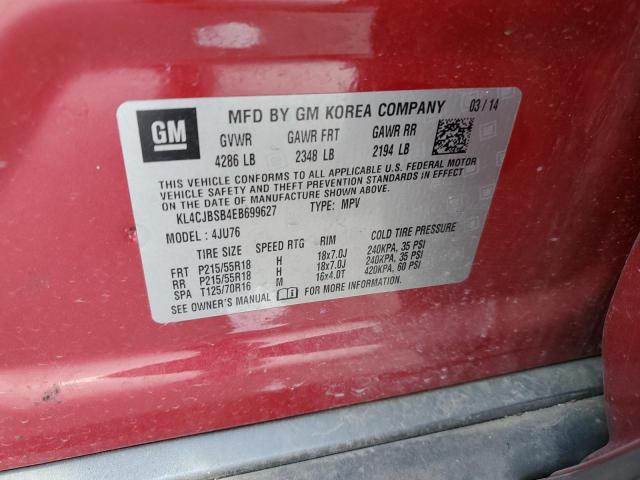 GM
MFD BY GM KOREA COMPANY 03 / 14
GVWR GAWR FRT GAWR RR
4286 LB 2348 LB 2194 LB
THIS VEHICLE CONFORMS TO ALL APPLICABLE U.S. FEDERAL MOTOR
VEHICLE SAFETY AND THEFT PREVENTION STANDARDS IN EFFECT
ON THE DATE OF MANUFACTURE SHOWN ABOVE.
KL4CJBSB4EB699627 TYPE: MPV
MODEL : 4JU76
TIRE SIZE SPEED RTG RIM COLD TIRE PRESSURE
FRT P215/55R18 H 18x7.0J 240KPA, 35 PSI
RR P215/55R18 H 18x7.0J 240KPA, 35 PSI
SPA T125/70R16 M 16x4.0T 420KPA, 60 PSI
SEE OWNER'S MANUAL FOR MORE INFORMATION.